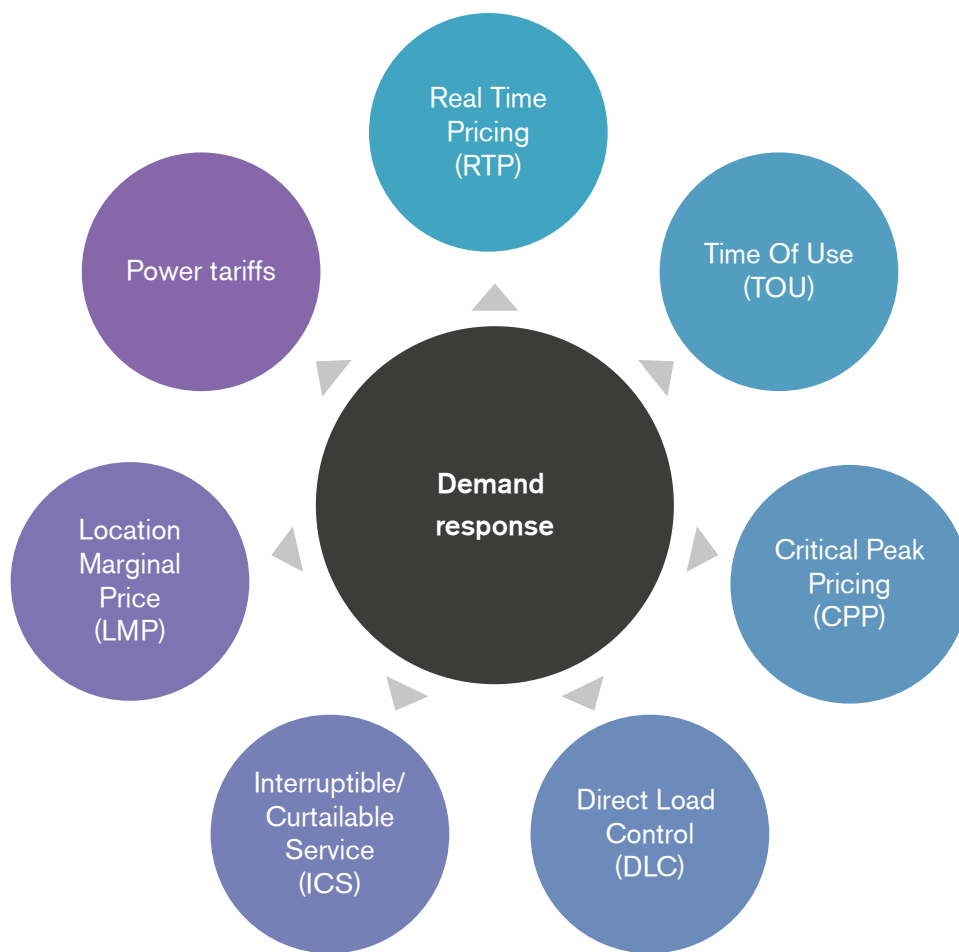 Real Time
Pricing
(RTP)
Power tariffs
Time Of Use
(TOU)
Demand
response
Location
Marginal
Price
(LMP)
Critical Peak
Pricing
(CPP)
Interruptible/
Curtailable
Service
(ICS)
Direct Load
Control
(DLC)